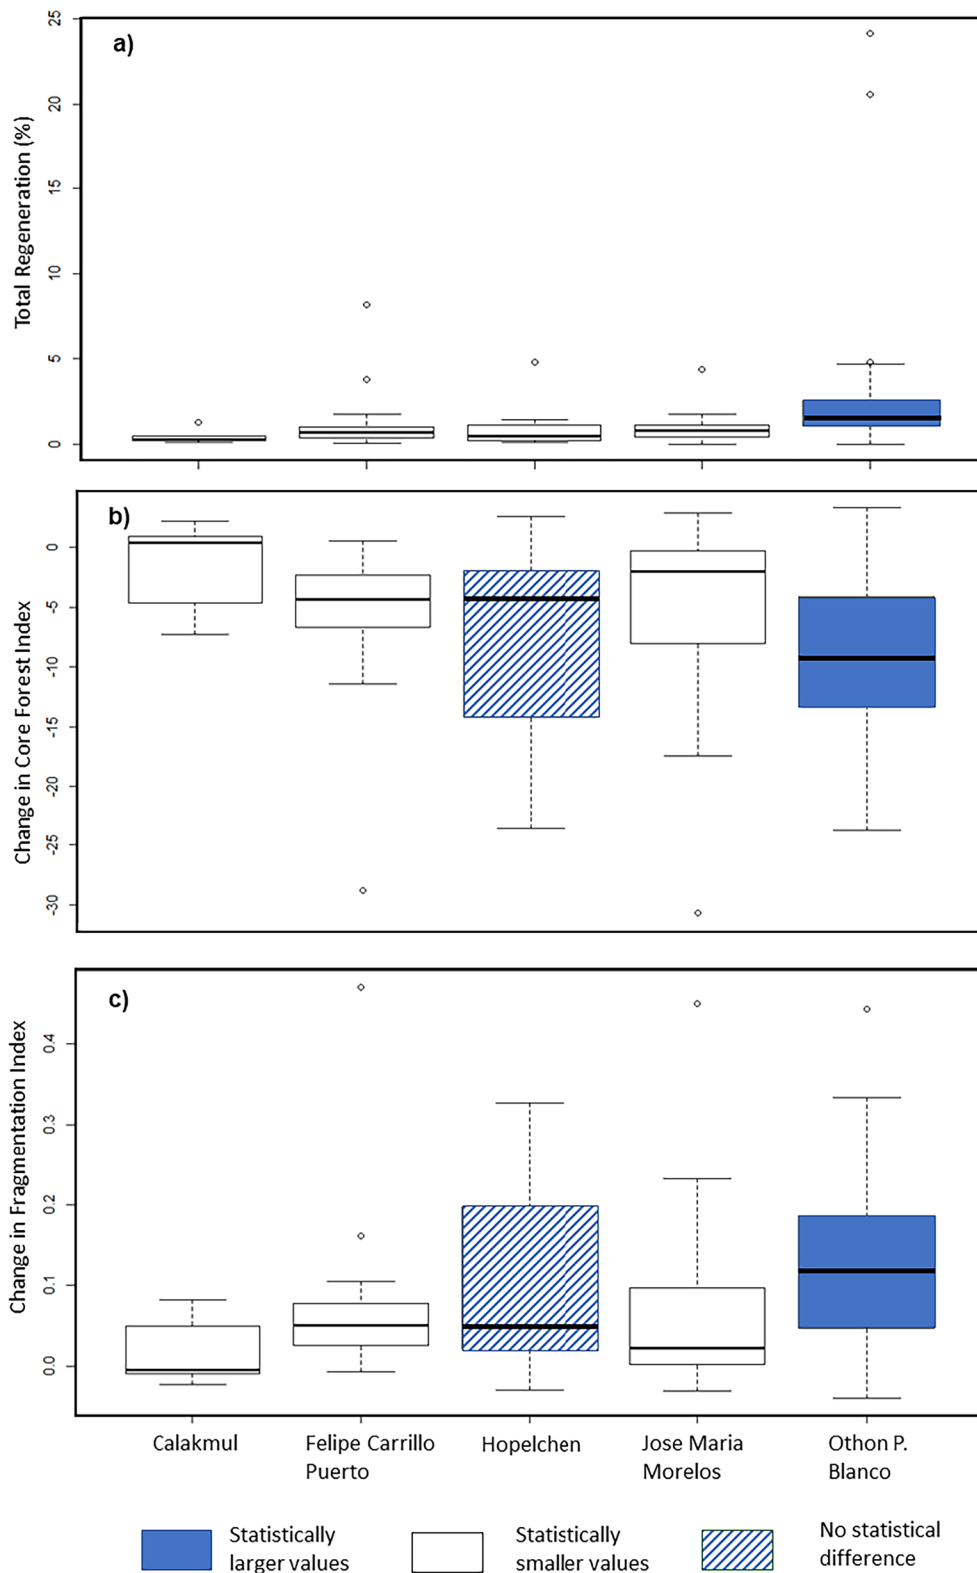 a)
Total Regeneration (%)
25
20
15
10
5
0
b)
Change in Core Forest Index
0
-5
-10
-15
-20
-25
-30
c)
Change in Fragmentation Index
0.4
0.3
0.2
0.1
0.0
Calakmul
Felipe Carrillo
Puerto
Hopelchen
Jose Maria
Morelos
Othon P.
Blanco
Statistically
larger values
Statistically
smaller values
No statistical
difference